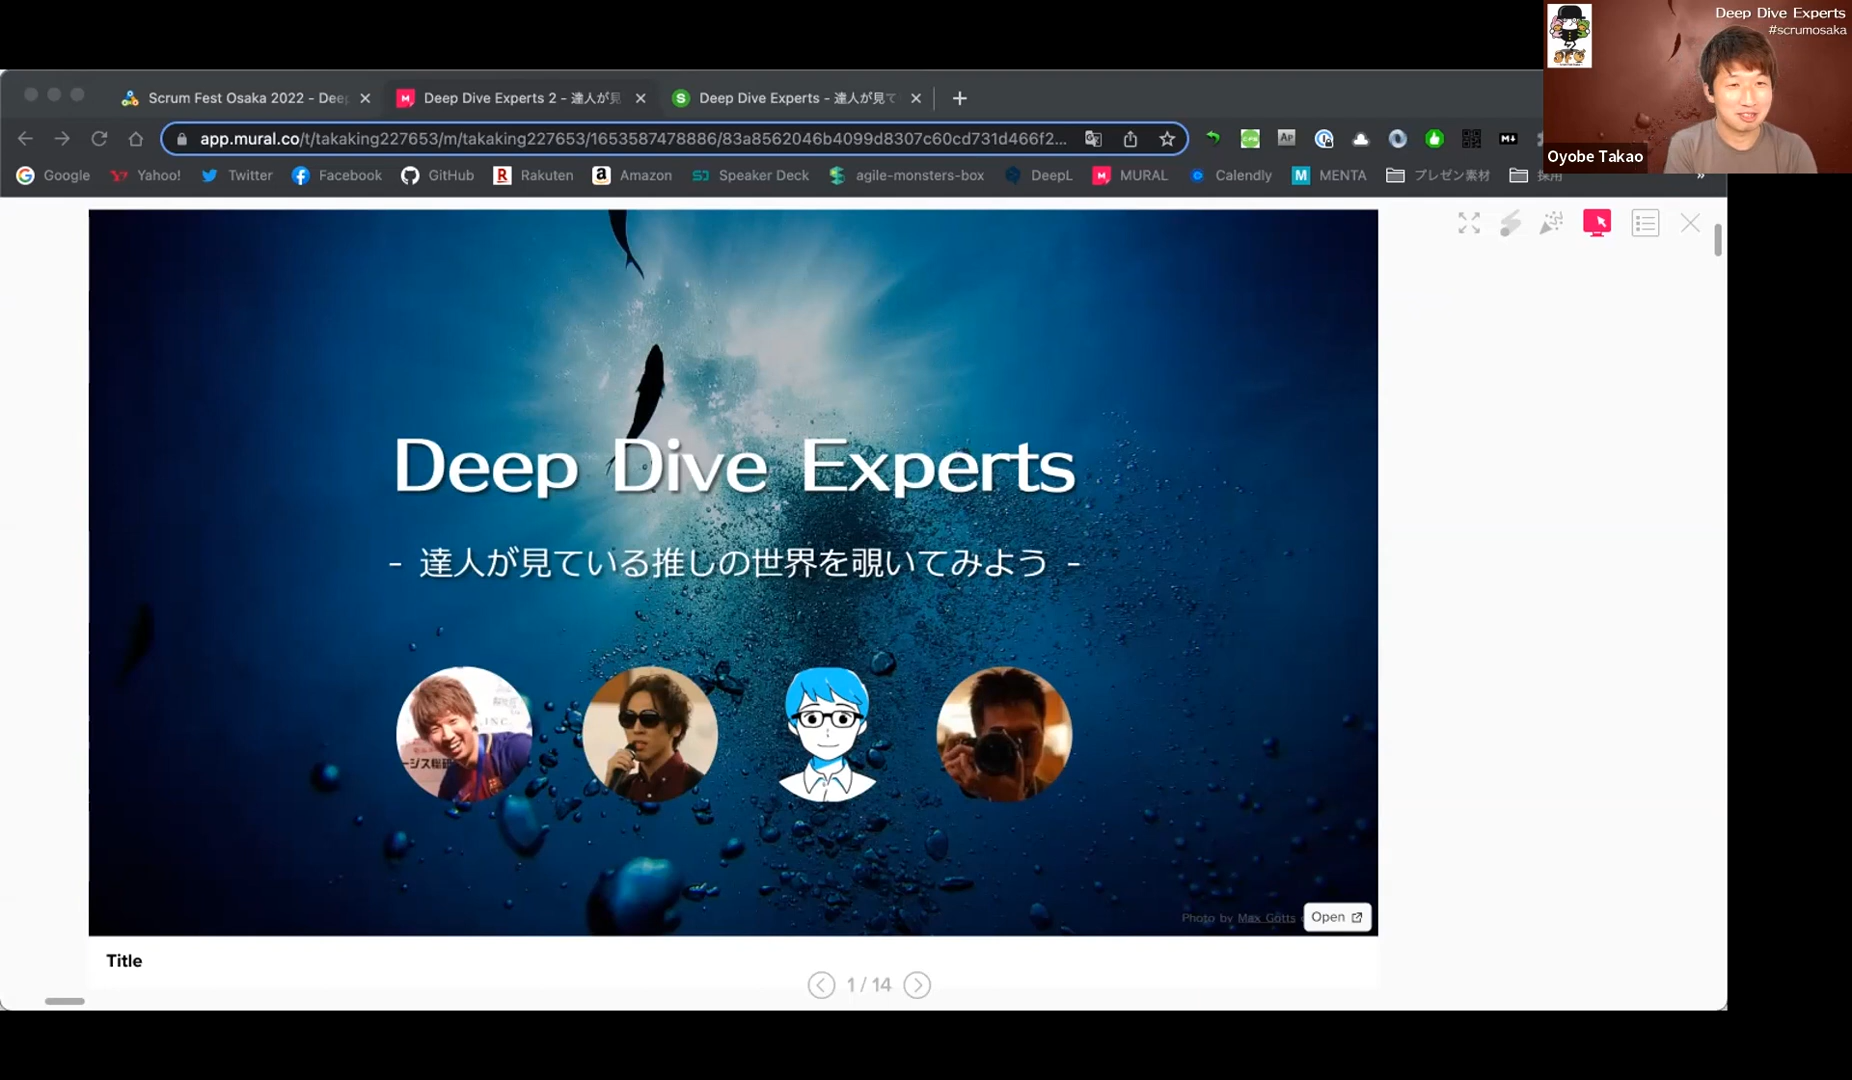 Deep Dive Experts
#scrumosaka
Oyobe Takao
Scrum Fest Osaka 2022 - Deep
Deep Dive Experts 2 - 達人が見
Deep Dive Experts - 達人が見て
app.mural.co/t/takaking227653/m/takaking227653/1653587478886/83a8562046b4099d8307c60cd731d466f2...
Google Yahoo! Twitter Facebook GitHub Rakuten Amazon Speaker Deck agile-monsters-box DeepL MURAL Calendly MENTA プレゼン素材 採用
Deep Dive Experts
- 達人が見ている推しの世界を覗いてみよう -
Photo by Max Gotts
Open
Title
1 / 14